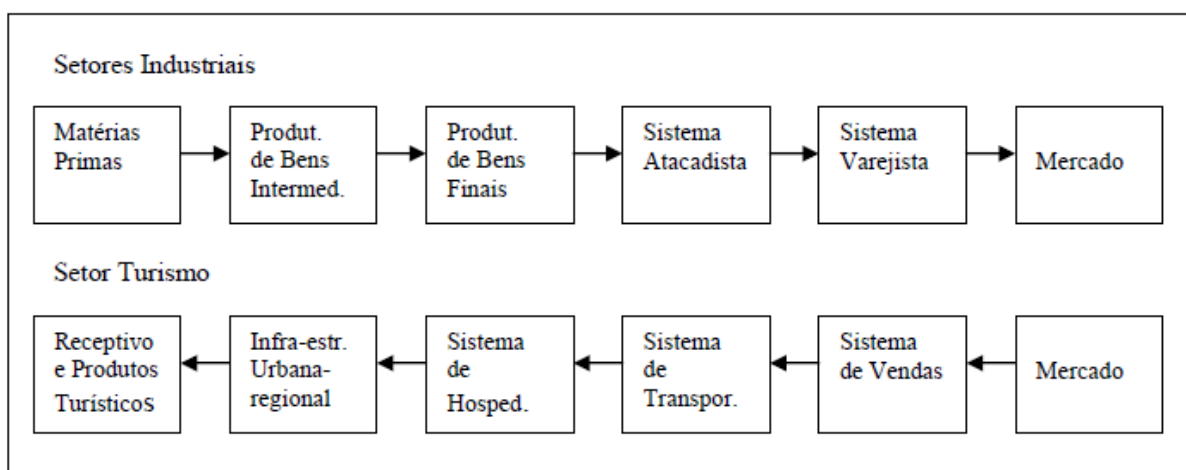 Setores Industriais
Matérias
Primas
Produt.
de Bens
Intermed.
Produt.
de Bens
Finais
Sistema
Atacadista
Sistema
Varejista
Mercado
Setor Turismo
Receptivo
e Produtos
Turísticos
Infra-estr.
Urbana-
regional
Sistema
de
Hosped.
Sistema
de
Transpor.
Sistema
de Vendas
Mercado